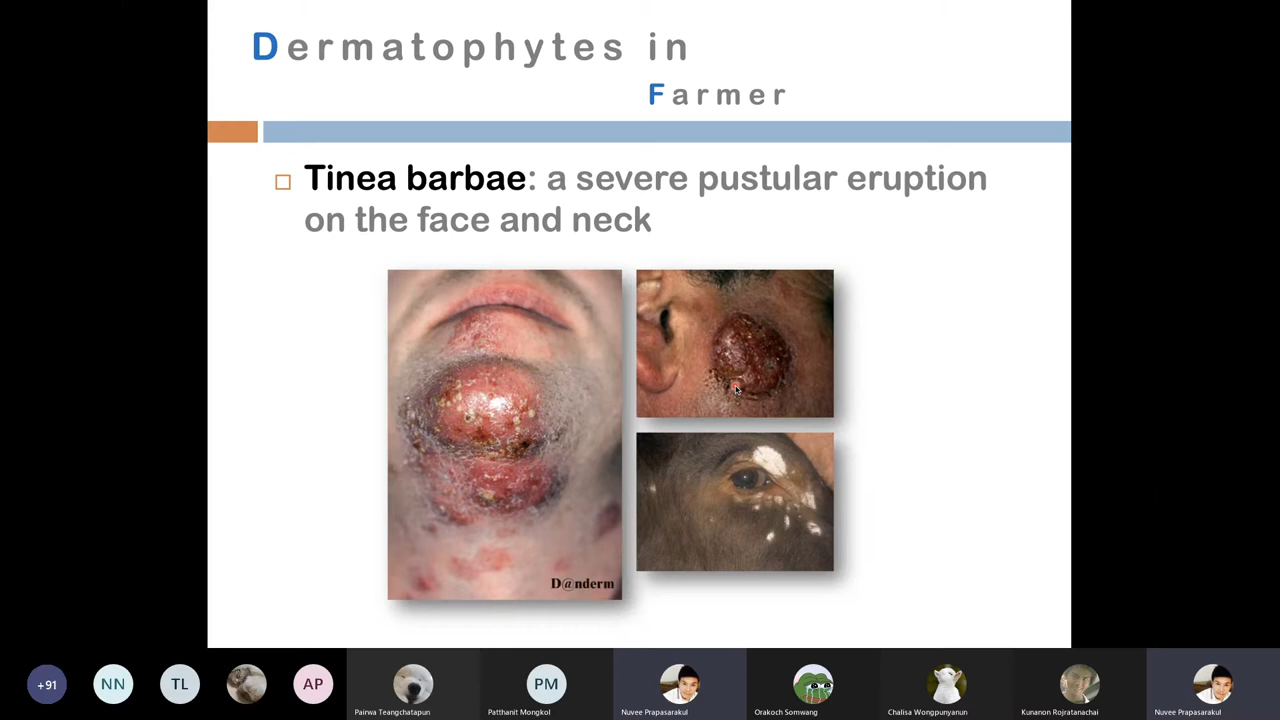 Dermatophytes in
Farmer
Tinea barbae: a severe pustular eruption
on the face and neck
D@nderm
+91
NN
TL
AP
PM
Pairwa Teangchatapun
Patthanit Mongkol
Nuvee Prapasarakul
Orakoch Somwang
Chalisa Wongpunyanun
Kunanon Rojratanachai
Nuvee Prapasarakul